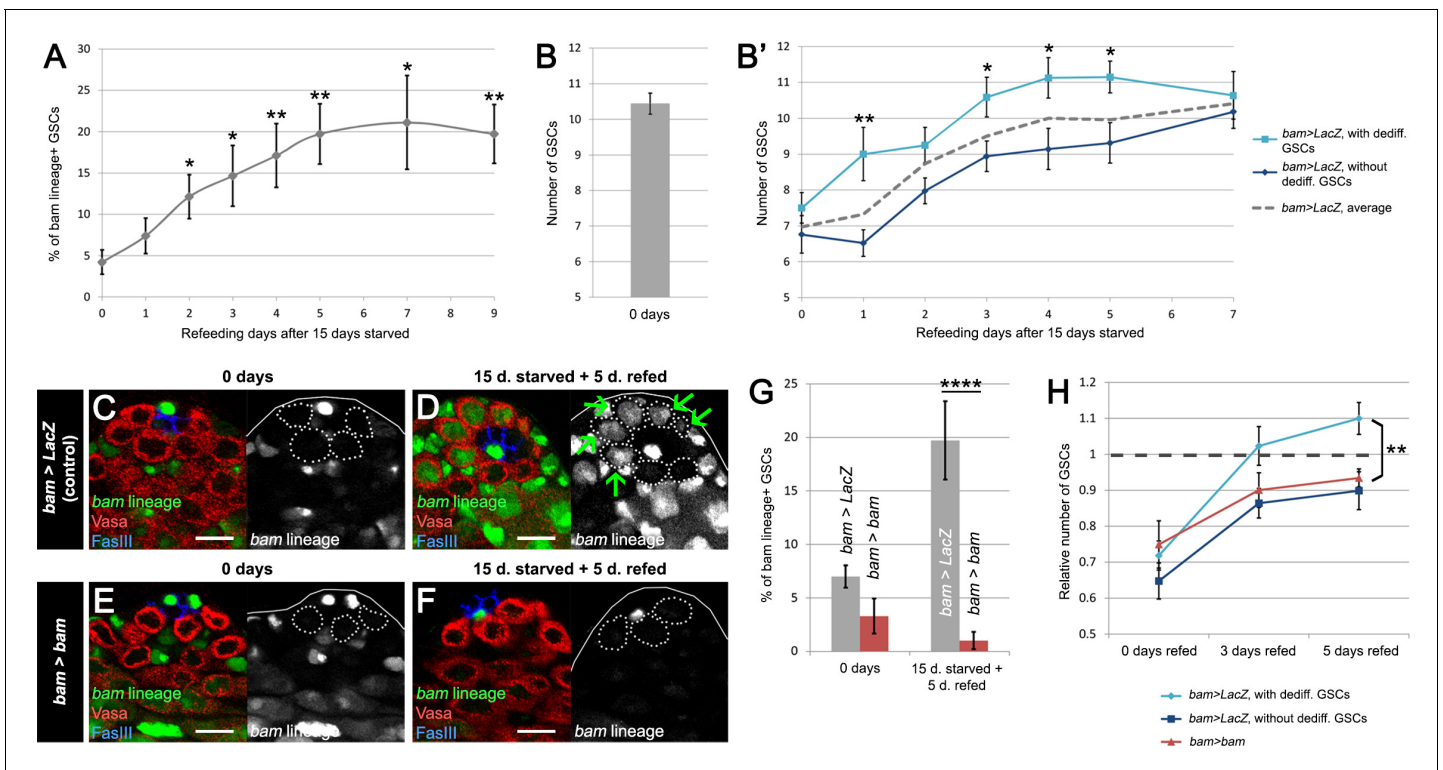 A
30
25
20
15
10
5
0
% of bam lineage+ GSCs
* * ** ** * **
0 1 2 3 4 5 6 7 8 9
Refeeding days after 15 days starved
B
12
11
10
9
8
7
6
5
Number of GSCs
0 days
B'
12
11
10
9
8
7
6
5
Number of GSCs
** * * *
0 1 2 3 4 5 6 7
Refeeding days after 15 days starved
bam>LacZ, with dediff.
GSCs
bam>LacZ, without
dediff. GSCs
bam>LacZ, average
0 days
15 d. starved + 5 d. refed
bam > LacZ
(control)
C
bam lineage
Vasa
FasIII
bam lineage
D
bam lineage
Vasa
FasIII
bam lineage
0 days
15 d. starved + 5 d. refed
bam > bam
E
bam lineage
Vasa
FasIII
bam lineage
F
bam lineage
Vasa
FasIII
bam lineage
G
25
20
15
10
5
0
% of bam lineage+ GSCs
****
bam > LacZ
bam > bam
bam > LacZ
bam > bam
0 days
15 d. starved +
5 d. refed
H
1.2
1.1
1
0.9
0.8
0.7
0.6
0.5
Relative number of GSCs
**
0 days refed 3 days refed 5 days refed
bam>LacZ, with dediff. GSCs
bam>LacZ, without dediff. GSCs
bam>bam